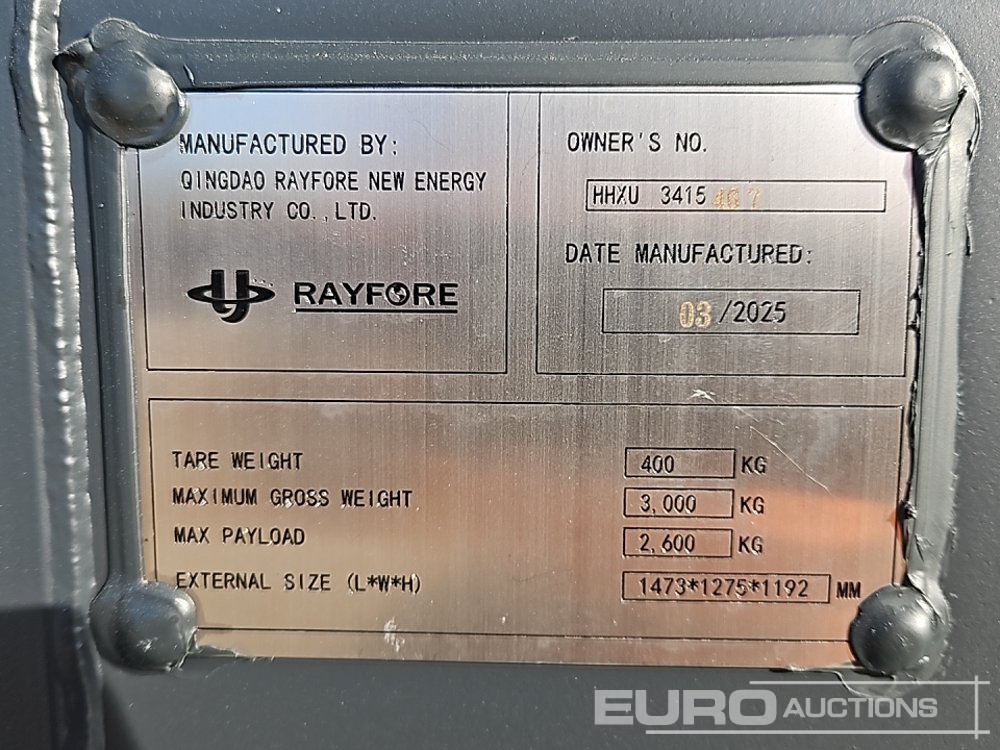 MANUFACTURED BY:
QINGDAO RAYFORE NEW ENERGY
INDUSTRY CO.,LTD.
RAYFORE
OWNER'S NO.
HHXU 3415 40 7
DATE MANUFACTURED:
03/2025
TARE WEIGHT 400 KG
MAXIMUM GROSS WEIGHT 3,000 KG
MAX PAYLOAD 2,600 KG
EXTERNAL SIZE (L*W*H) 1473*1275*1192 MM
EURO AUCTIONS